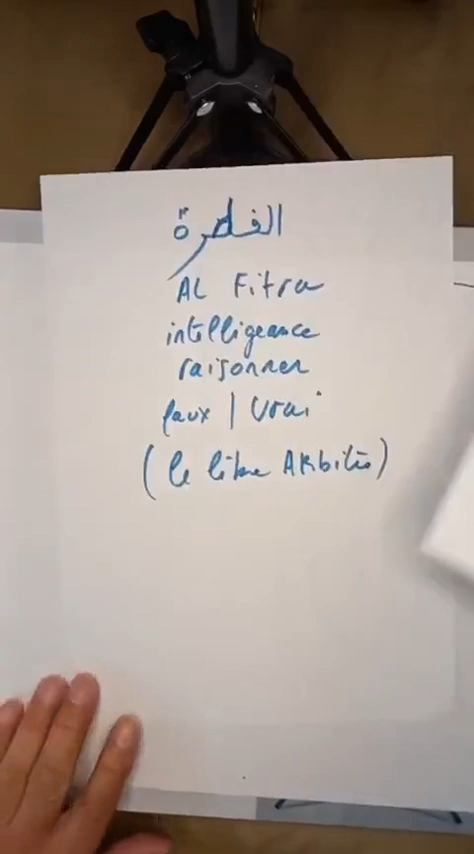 الفطرة
AL Fitra
intelligeance
raisonner
faux | Vrai
(le libre ARbitre)